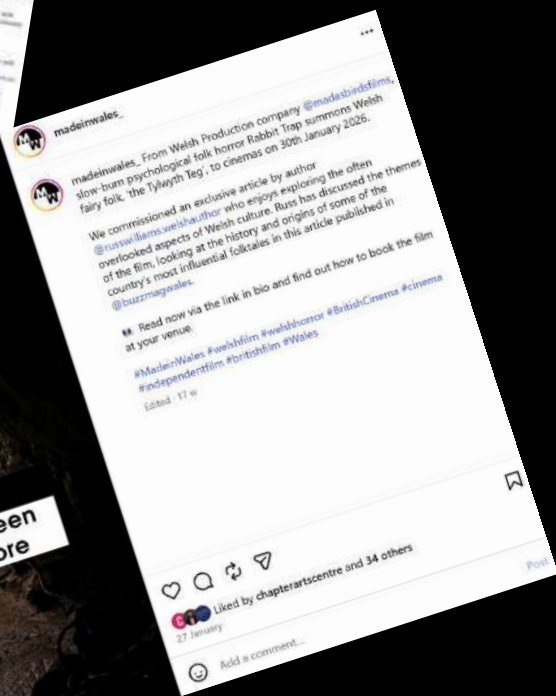 madeinwales_
madeinwales_ From Welsh Production company @madasbirdsfilms,
slow-burn psychological folk horror Rabbit Trap summons Welsh
fairy folk, 'the Tylwyth Teg', to cinemas on 30th January 2026.
We commissioned an exclusive article by author
@russwilliams.welshauthor who enjoys exploring the often
overlooked aspects of Welsh culture. Russ has discussed the themes
of the film, looking at the history and origins of some of the
country's most influential folktales in this article published in
@buzzmagwales.
👀 Read now via the link in bio and find out how to book the film
at your venue.
#MadeinWales #welshfilm #welshhorror #BritishCinema #cinema
#independentfilm #britishfilm #Wales
Edited · 17 w
een
ore
Liked by chapterartscentre and 34 others
27 January
Add a comment...
Post